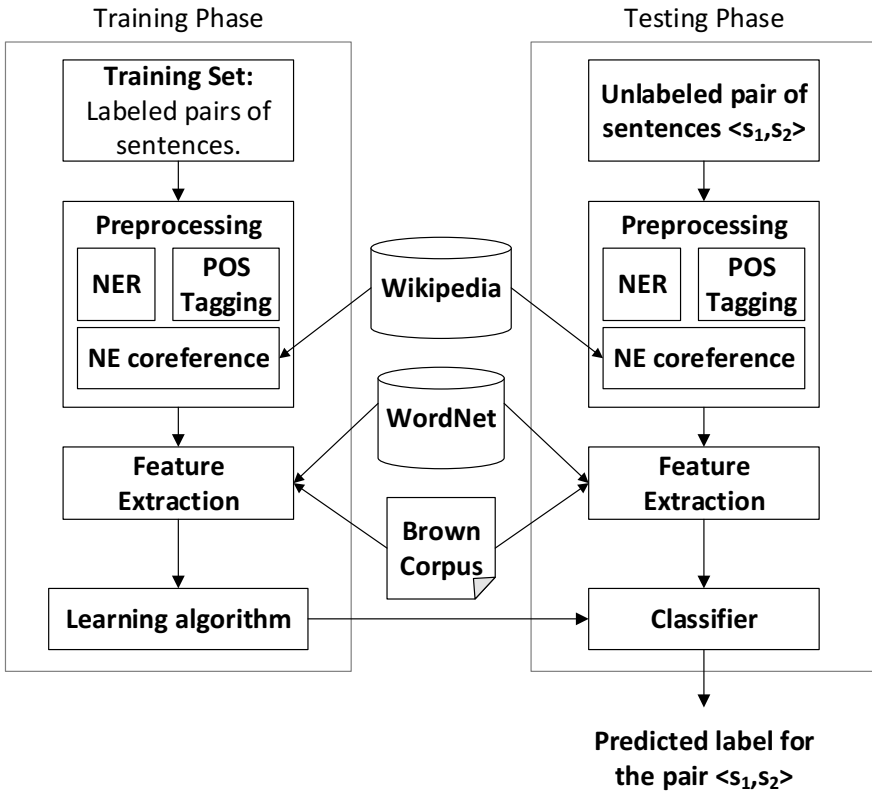 Training Phase
Training Set:
Labeled pairs of
sentences.
Preprocessing
NER
POS
Tagging
NE coreference
Feature
Extraction
Learning algorithm
Wikipedia
WordNet
Brown
Corpus
Testing Phase
Unlabeled pair of
sentences <s₁,s₂>
Preprocessing
NER
POS
Tagging
NE coreference
Feature
Extraction
Classifier
Predicted label for
the pair <s₁,s₂>